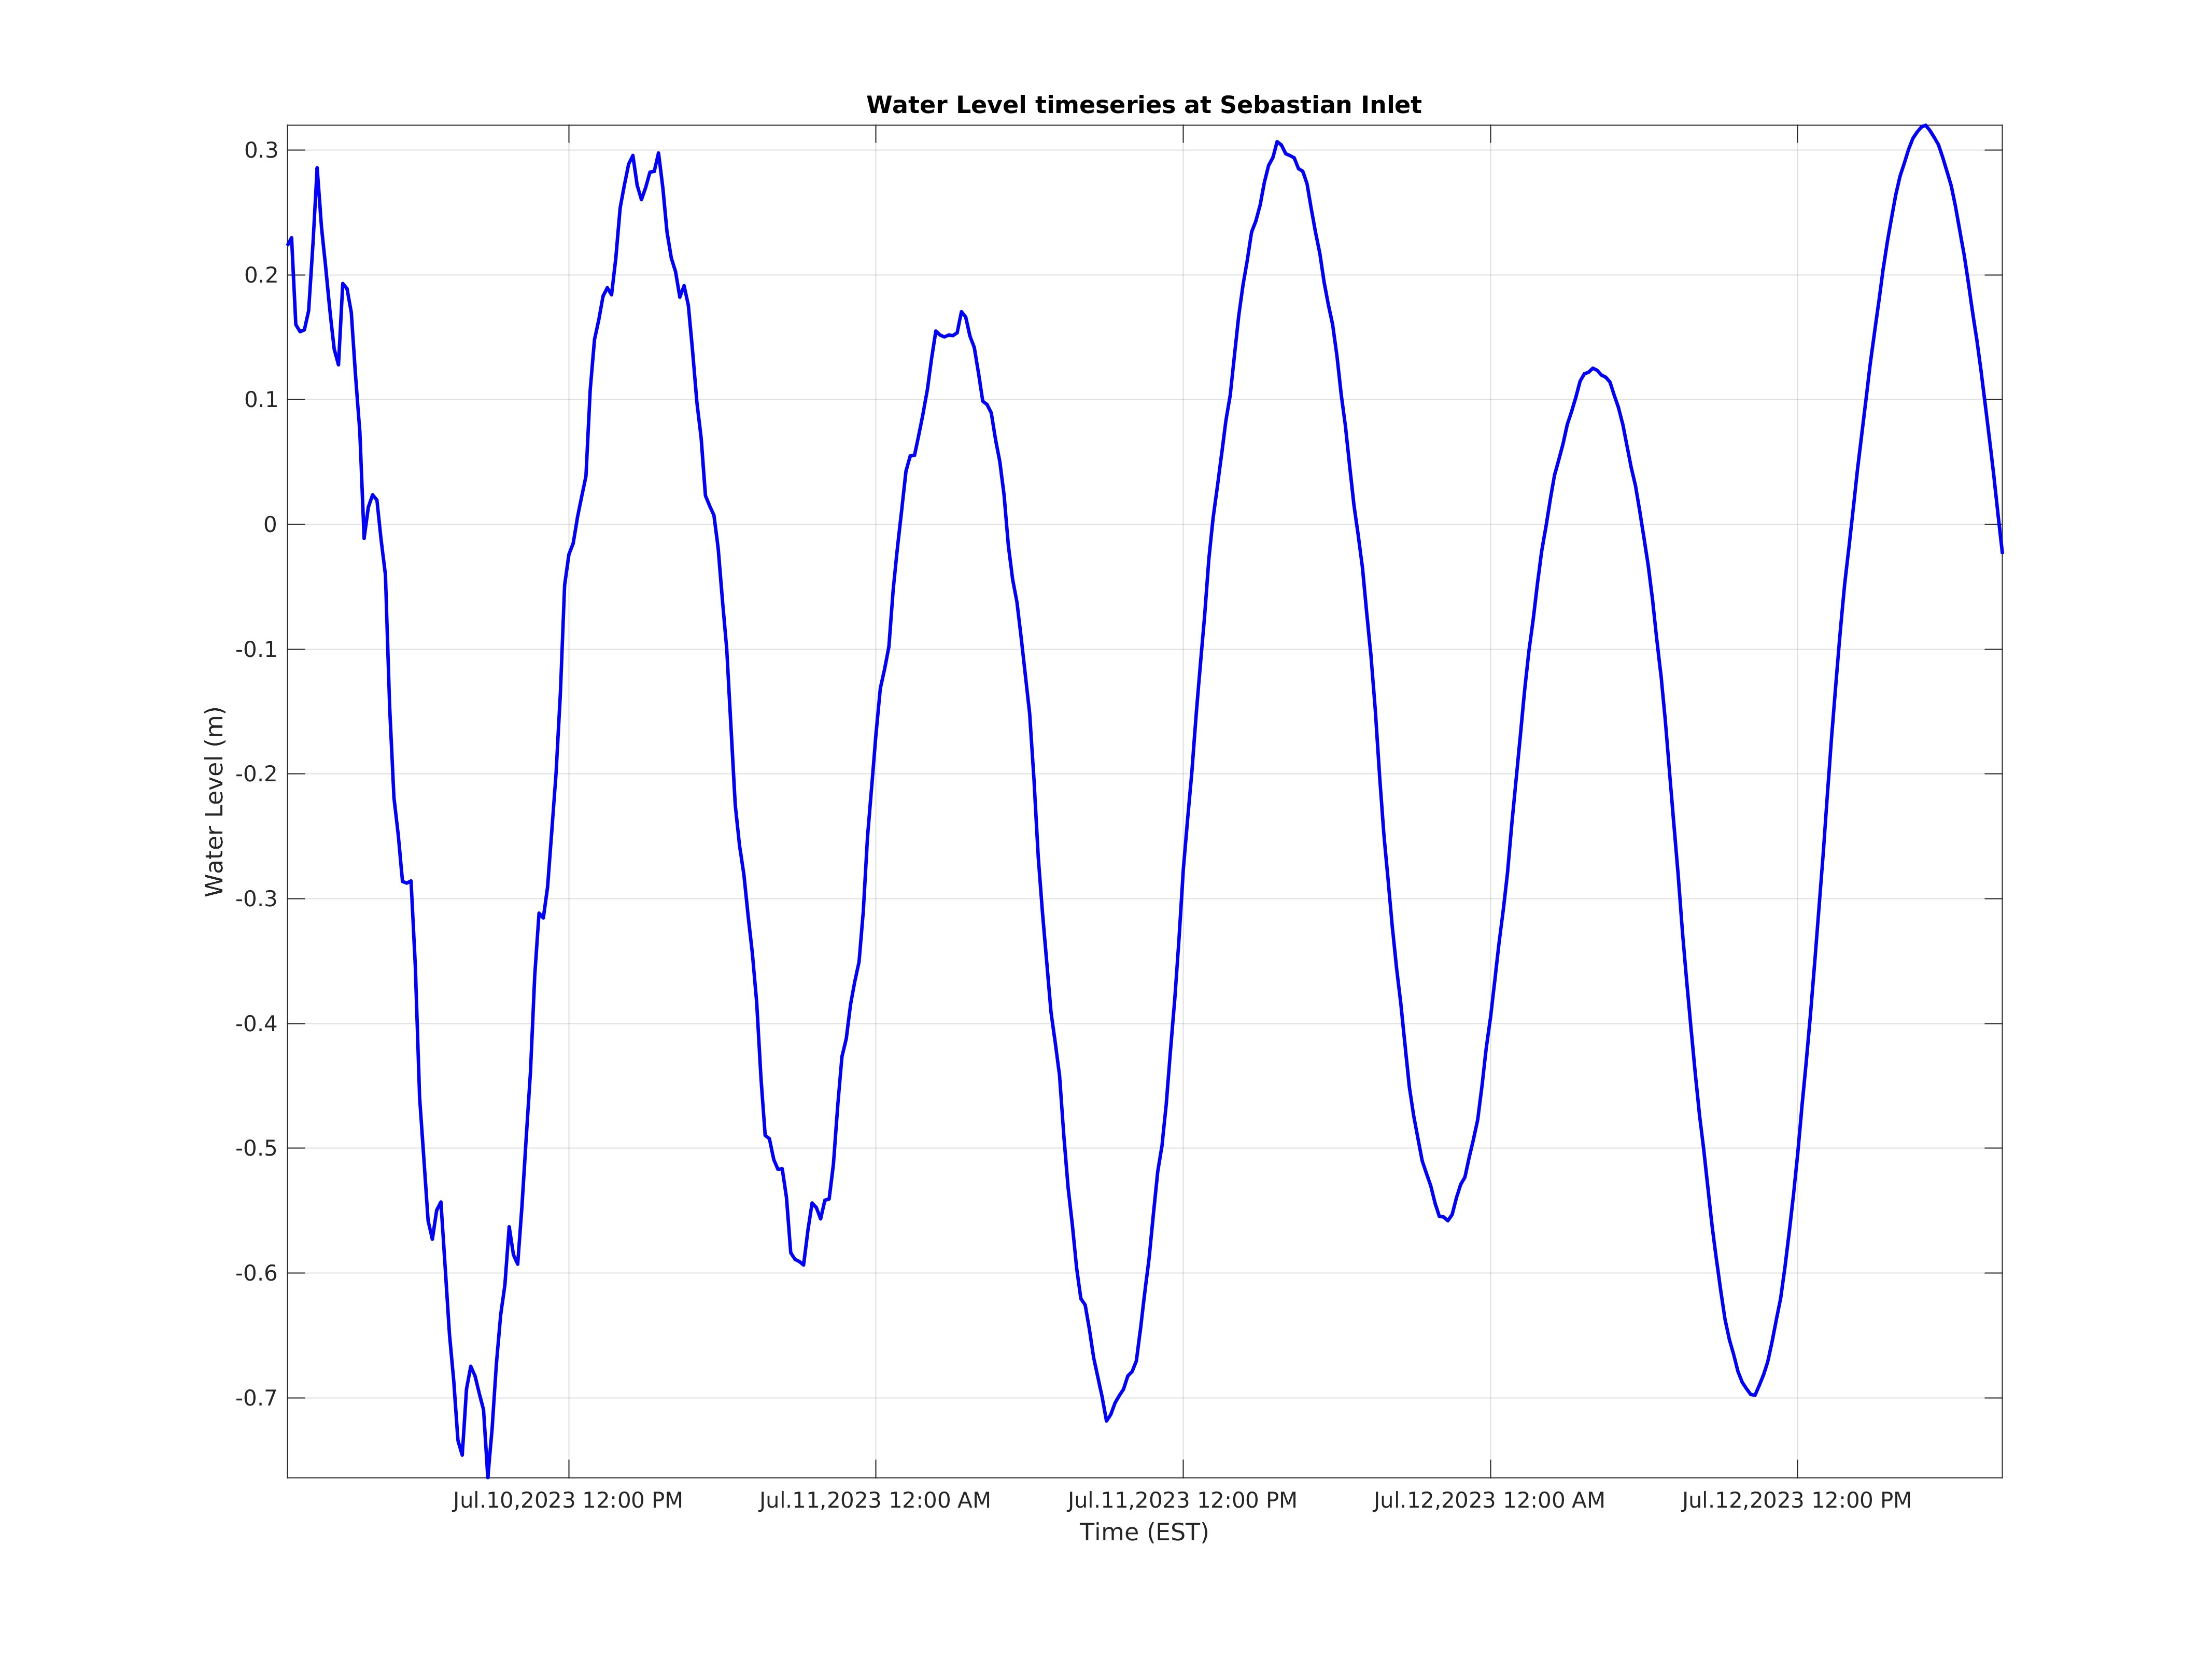 Water Level timeseries at Sebastian Inlet
0.3
0.2
0.1
0
-0.1
-0.2
-0.3
-0.4
-0.5
-0.6
-0.7
Water Level (m)
Jul.10,2023 12:00 PM
Jul.11,2023 12:00 AM
Jul.11,2023 12:00 PM
Jul.12,2023 12:00 AM
Jul.12,2023 12:00 PM
Time (EST)